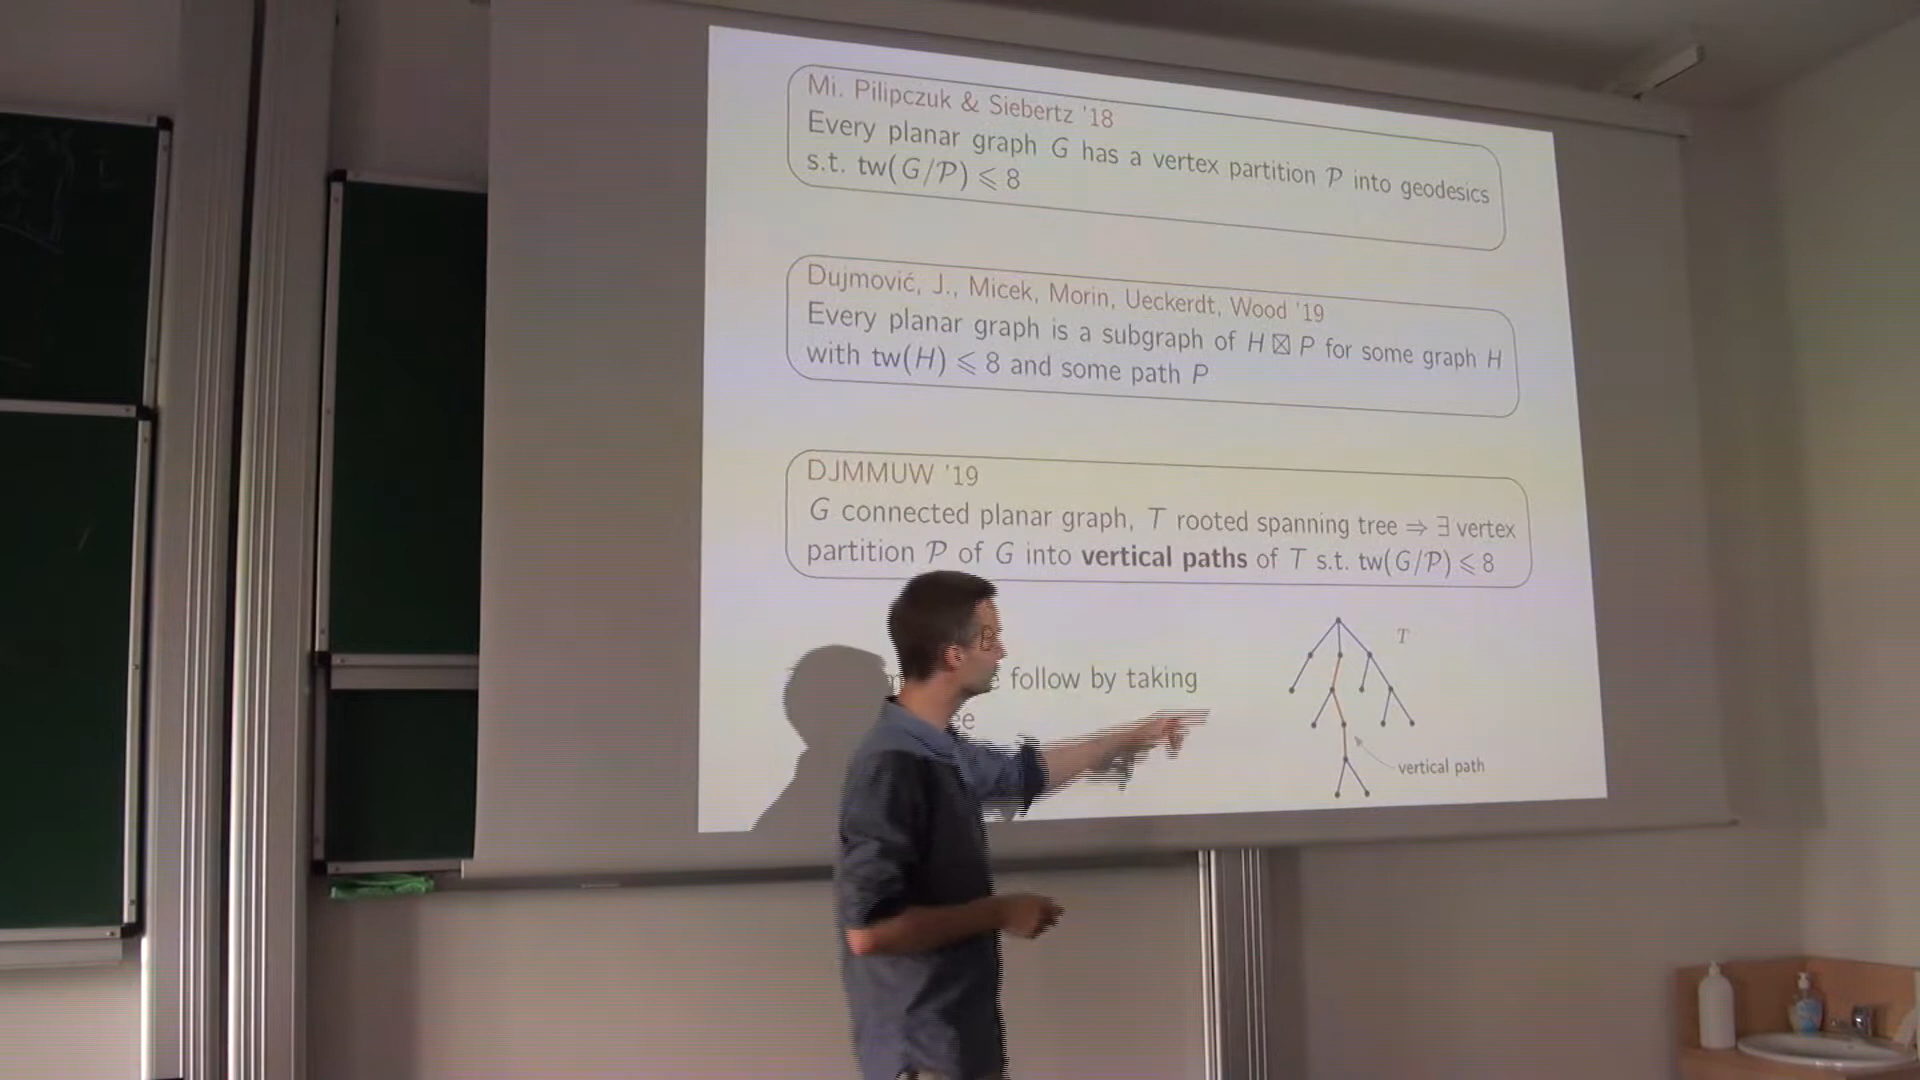 Mi. Pilipczuk & Siebertz '18
Every planar graph G has a vertex partition 𝒫 into geodesics
s.t. tw(G/𝒫) ⩽ 8
Dujmović, J., Micek, Morin, Ueckerdt, Wood '19
Every planar graph is a subgraph of H ⊠ P for some graph H
with tw(H) ⩽ 8 and some path P
DJMMUW '19
G connected planar graph, T rooted spanning tree ⇒ ∃ vertex
partition 𝒫 of G into vertical paths of T s.t. tw(G/𝒫) ⩽ 8
T
follow by taking
vertical path